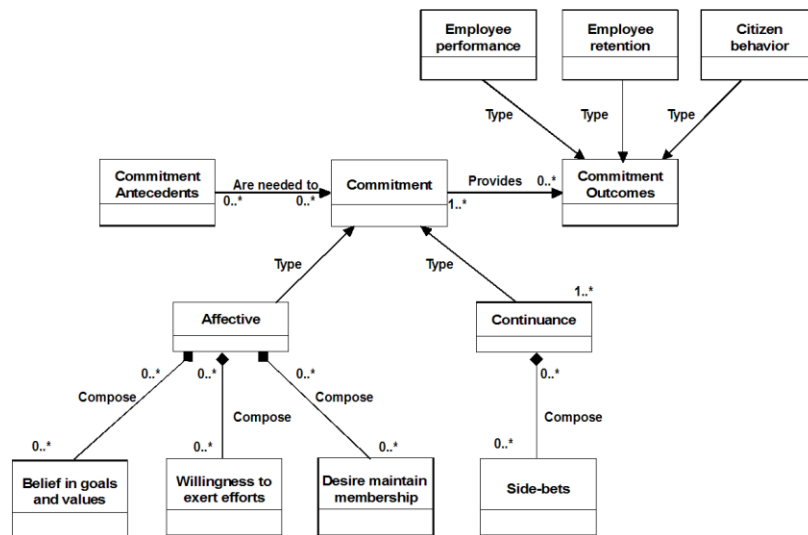 Employee
performance
Employee
retention
Citizen
behavior
Type
Type
Type
Commitment
Antecedents
Are needed to
0..*
0..*
Commitment
Provides
1..*
0..*
Commitment
Outcomes
Type
Type
1..*
Affective
Continuance
0..*
0..*
0..*
0..*
Compose
Compose
Compose
Compose
0..*
0..*
0..*
0..*
Belief in goals
and values
Willingness to
exert efforts
Desire maintain
membership
Side-bets